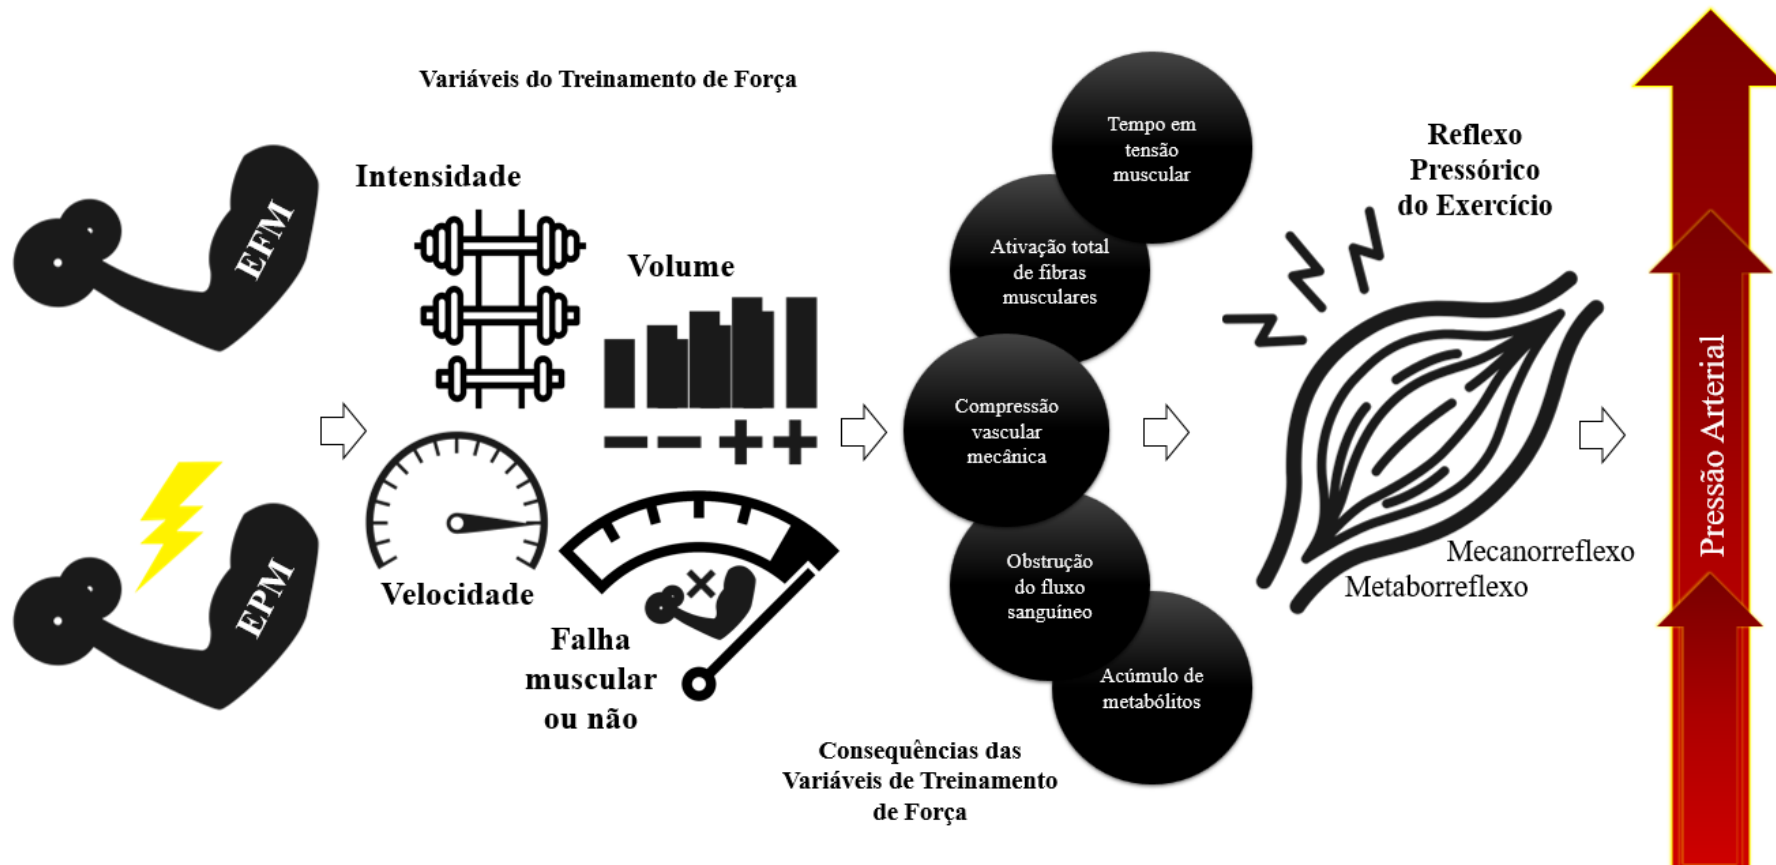 Variáveis do Treinamento de Força
EFM
EPM
Intensidade
Volume
Velocidade
Falha
muscular
ou não
Tempo em
tensão
muscular
Ativação total
de fibras
musculares
Compressão
vascular
mecânica
Obstrução
do fluxo
sanguíneo
Acúmulo de
metabólitos
Consequências das
Variáveis de Treinamento
de Força
Reflexo
Pressórico
do Exercício
Mecanorreflexo
Metaborreflexo
Pressão Arterial